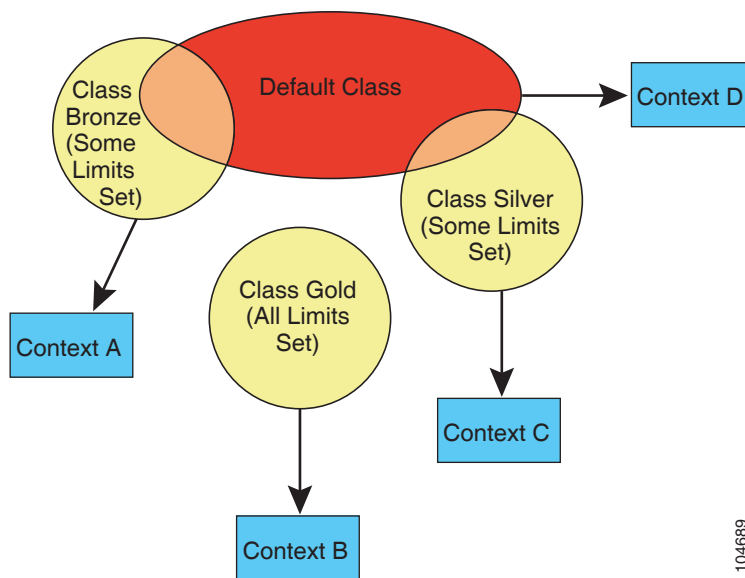 Class
Bronze
(Some
Limits
Set)
Default Class
Context D
Class Silver
(Some Limits
Set)
Class Gold
(All Limits
Set)
Context A
Context C
Context B
104689